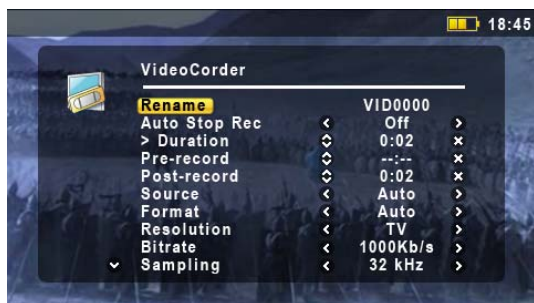 18:45
VideoCorder
Rename VID0000
Auto Stop Rec Off
> Duration 0:02
Pre-record --:--
Post-record 0:02
Source Auto
Format Auto
Resolution TV
Bitrate 1000Kb/s
Sampling 32 kHz